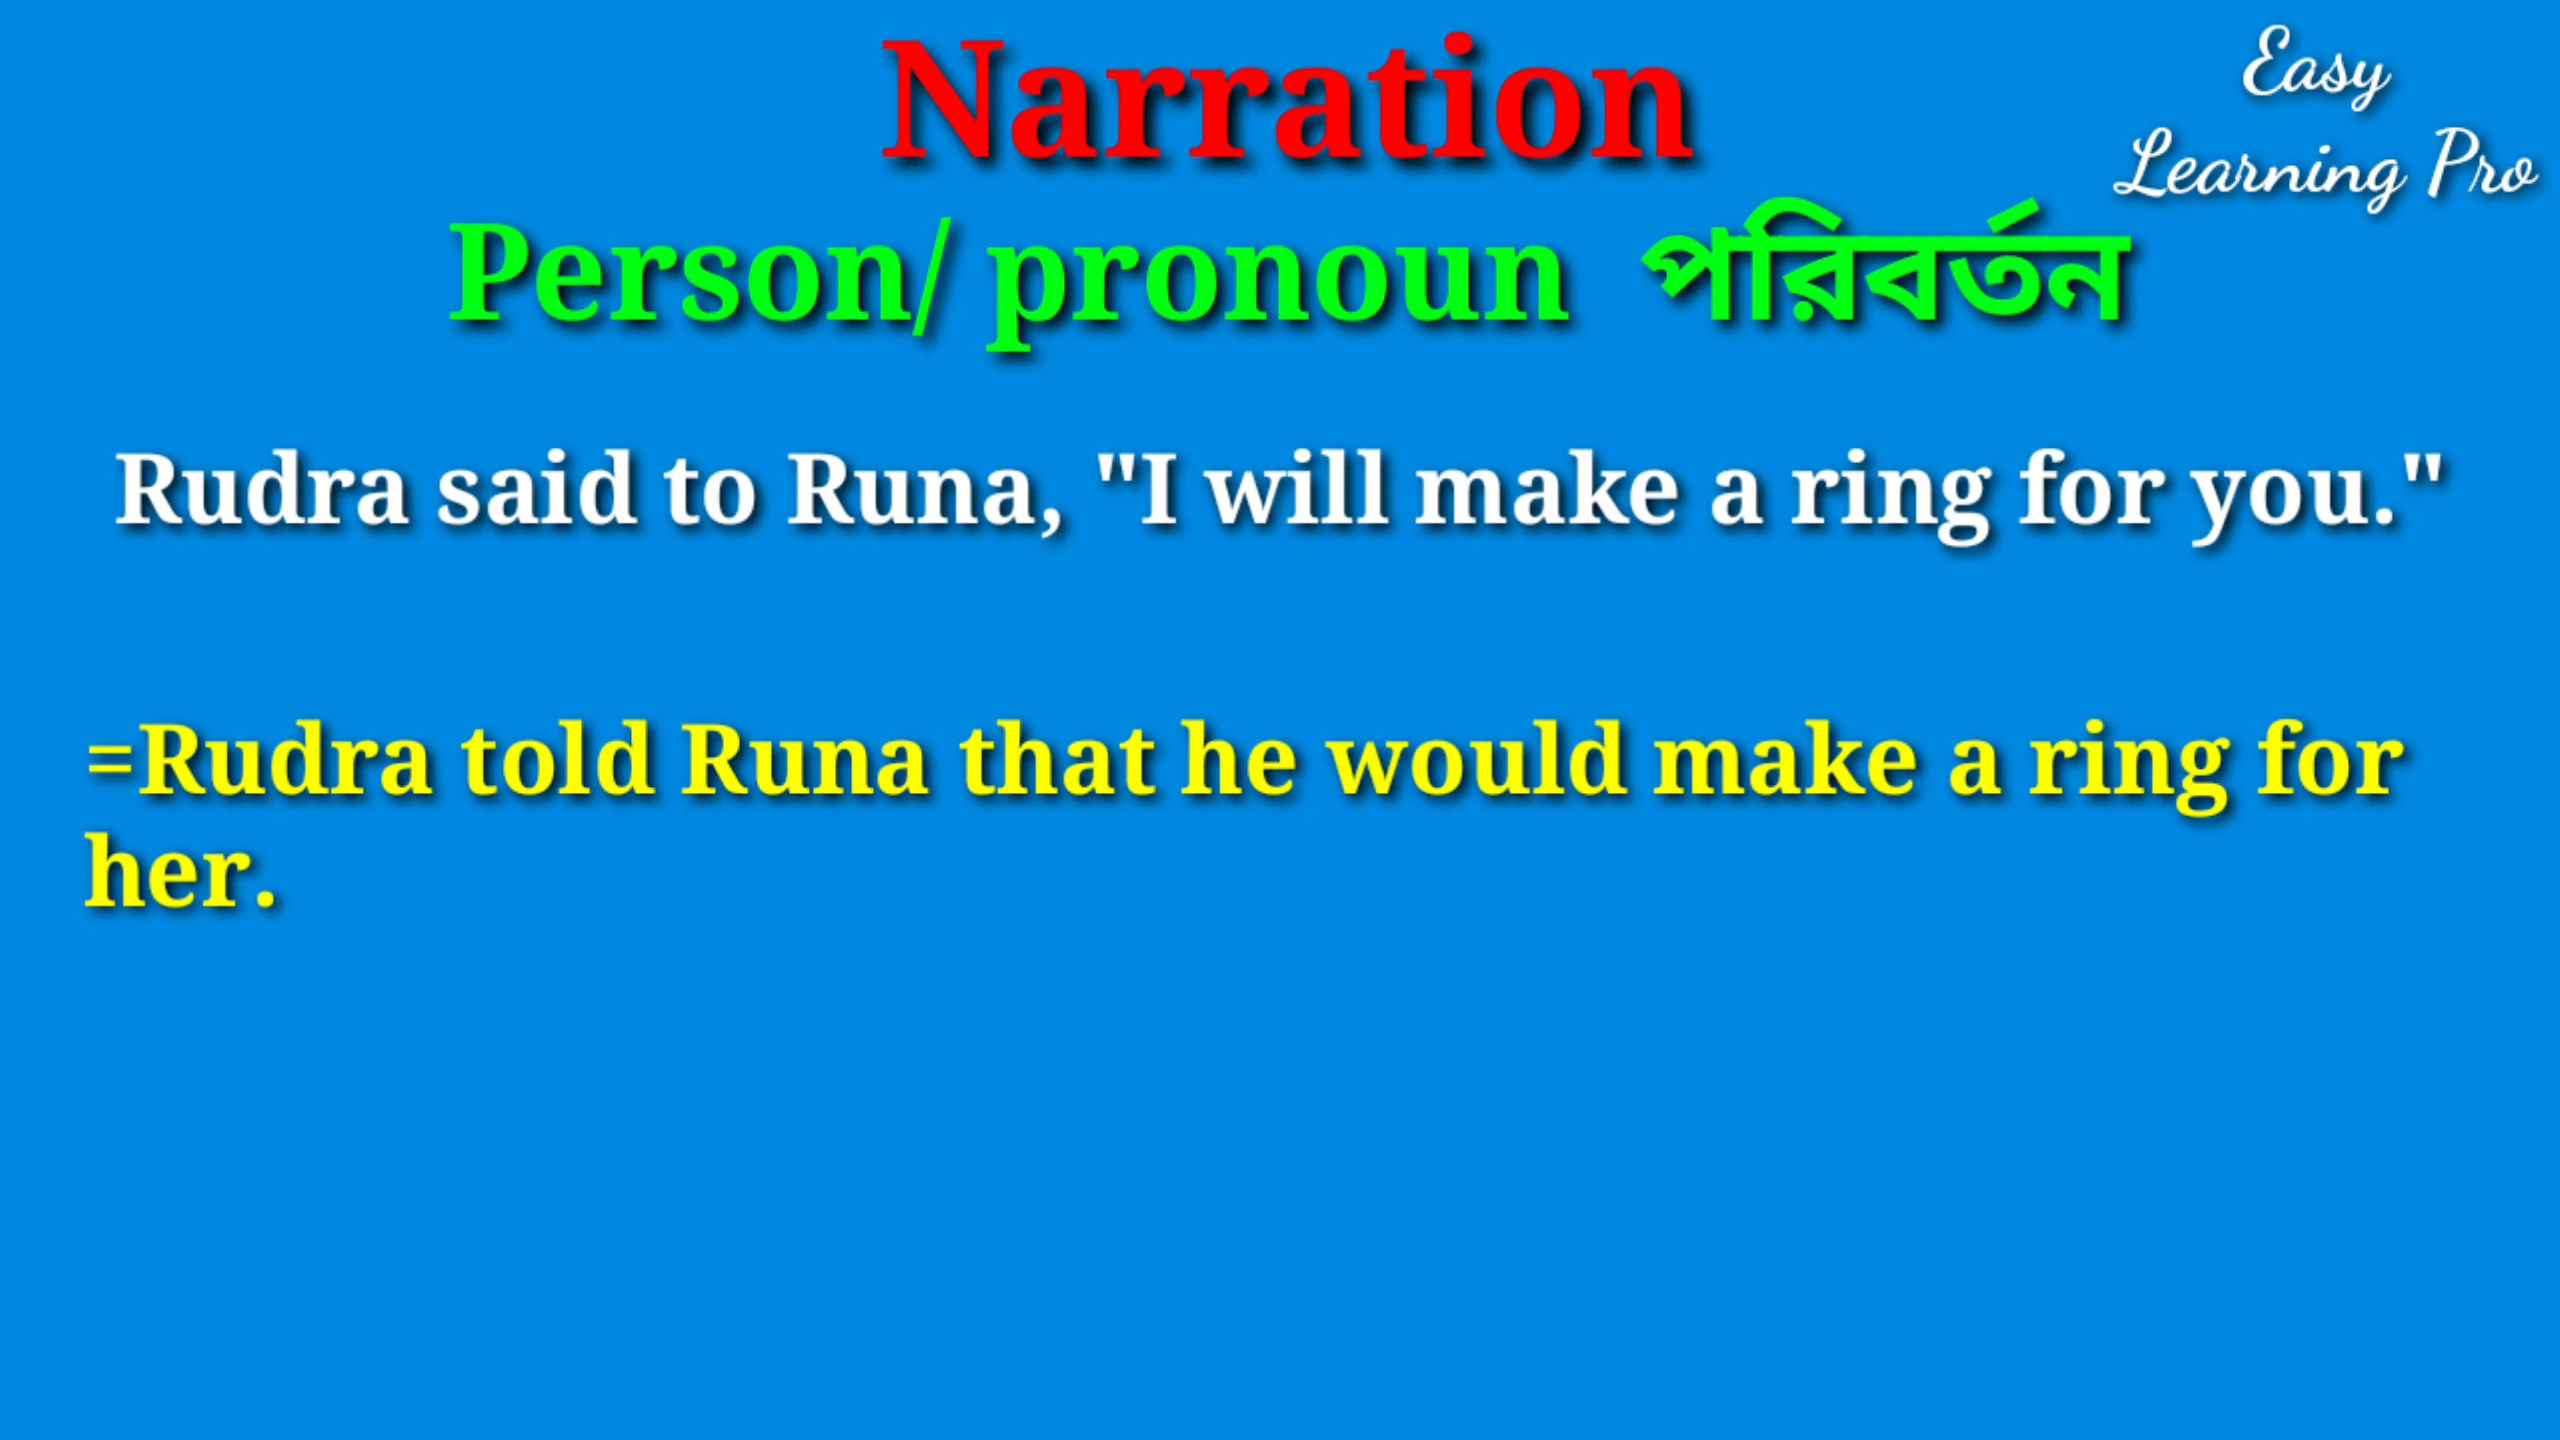 Narration
Easy
Learning Pro
Person/ pronoun পরিবর্তন
Rudra said to Runa, "I will make a ring for you."
=Rudra told Runa that he would make a ring for
her.